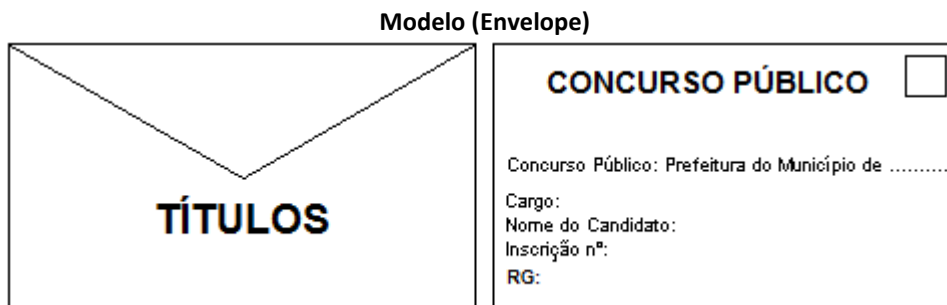 Modelo (Envelope)
TÍTULOS
CONCURSO PÚBLICO
Concurso Público: Prefeitura do Município de ..........
Cargo:
Nome do Candidato:
Inscrição nº:
RG: